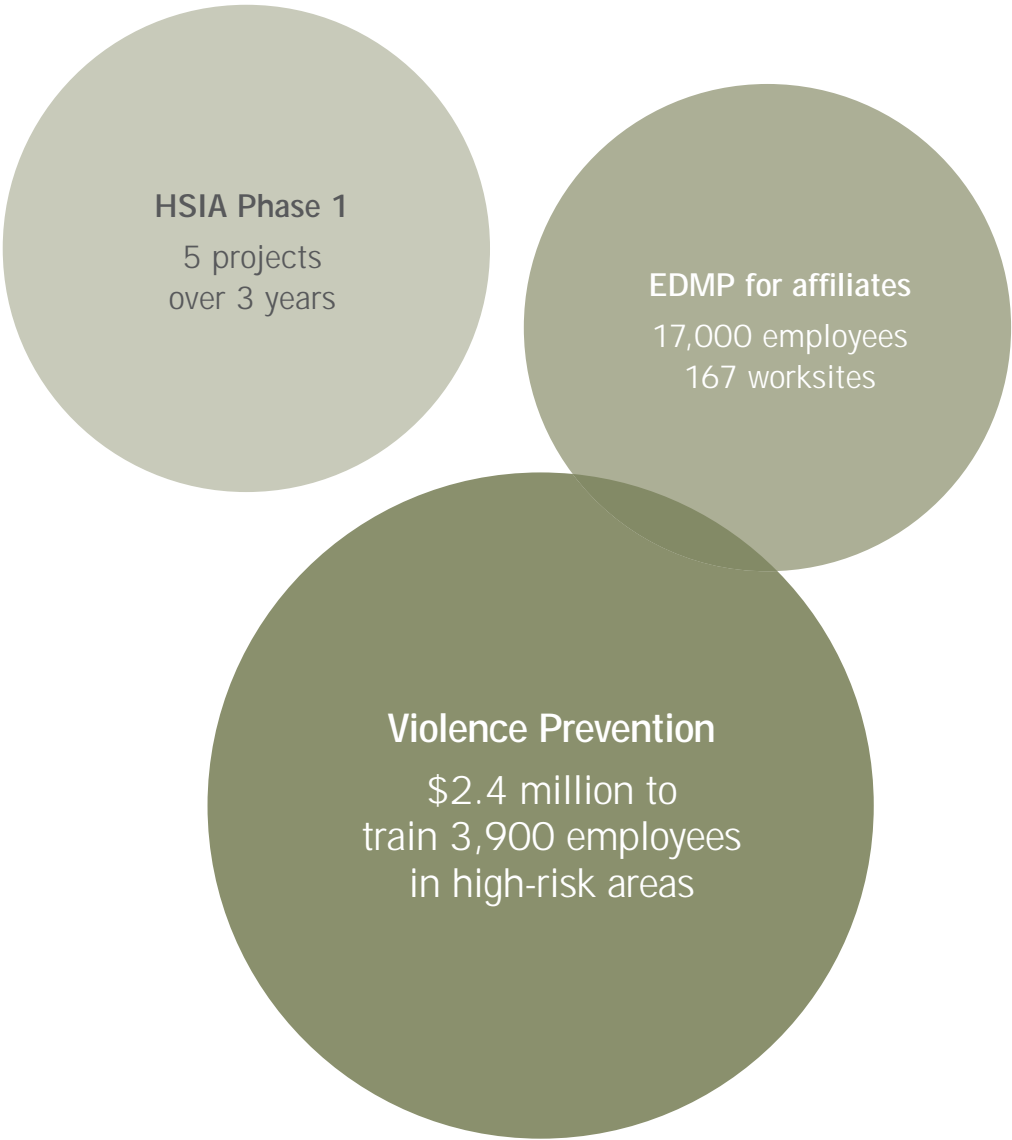 HSIA Phase 1
5 projects
over 3 years
EDMP for affiliates
17,000 employees
167 worksites
Violence Prevention
$2.4 million to
train 3,900 employees
in high-risk areas